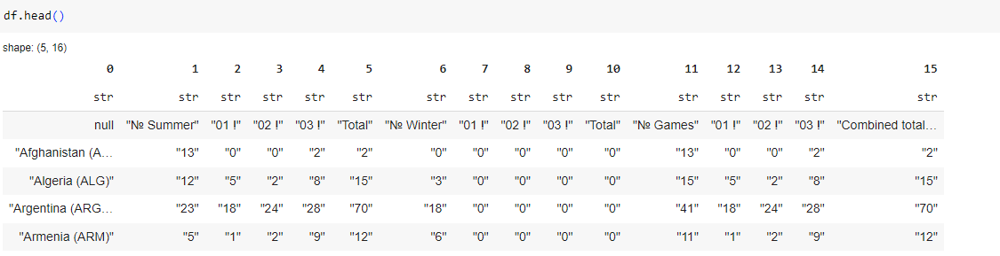 df.head()
shape: (5, 16)
0 1 2 3 4 5 6 7 8 9 10 11 12 13 14 15
str str str str str str str str str str str str str str str str
null "№ Summer" "01 !" "02 !" "03 !" "Total" "№ Winter" "01 !" "02 !" "03 !" "Total" "№ Games" "01 !" "02 !" "03 !" "Combined total…
"Afghanistan (A… "13" "0" "0" "2" "2" "0" "0" "0" "0" "0" "13" "0" "0" "2" "2"
"Algeria (ALG)" "12" "5" "2" "8" "15" "3" "0" "0" "0" "0" "15" "5" "2" "8" "15"
"Argentina (ARG… "23" "18" "24" "28" "70" "18" "0" "0" "0" "0" "41" "18" "24" "28" "70"
"Armenia (ARM)" "5" "1" "2" "9" "12" "6" "0" "0" "0" "0" "11" "1" "2" "9" "12"